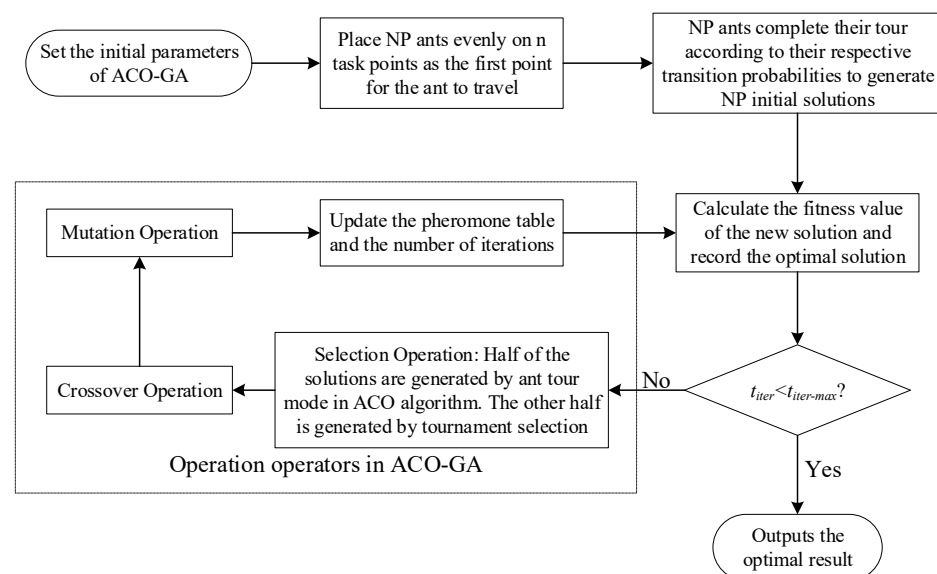 Set the initial parameters
of ACO-GA
Place NP ants evenly on n
task points as the first point
for the ant to travel
NP ants complete their tour
according to their respective
transition probabilities to generate
NP initial solutions
Calculate the fitness value
of the new solution and
record the optimal solution
t_iter<t_iter-max?
No
Yes
Outputs the
optimal result
Selection Operation: Half of the
solutions are generated by ant tour
mode in ACO algorithm. The other half
is generated by tournament selection
Crossover Operation
Mutation Operation
Update the pheromone table
and the number of iterations
Operation operators in ACO-GA